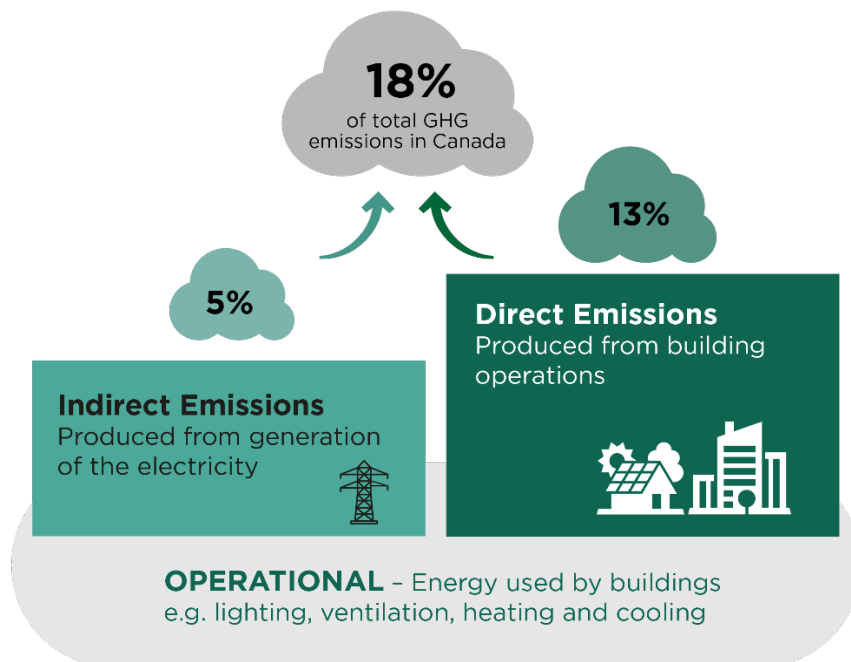 18%
of total GHG
emissions in Canada
13%
5%
Direct Emissions
Produced from building
operations
Indirect Emissions
Produced from generation
of the electricity
OPERATIONAL – Energy used by buildings
e.g. lighting, ventilation, heating and cooling